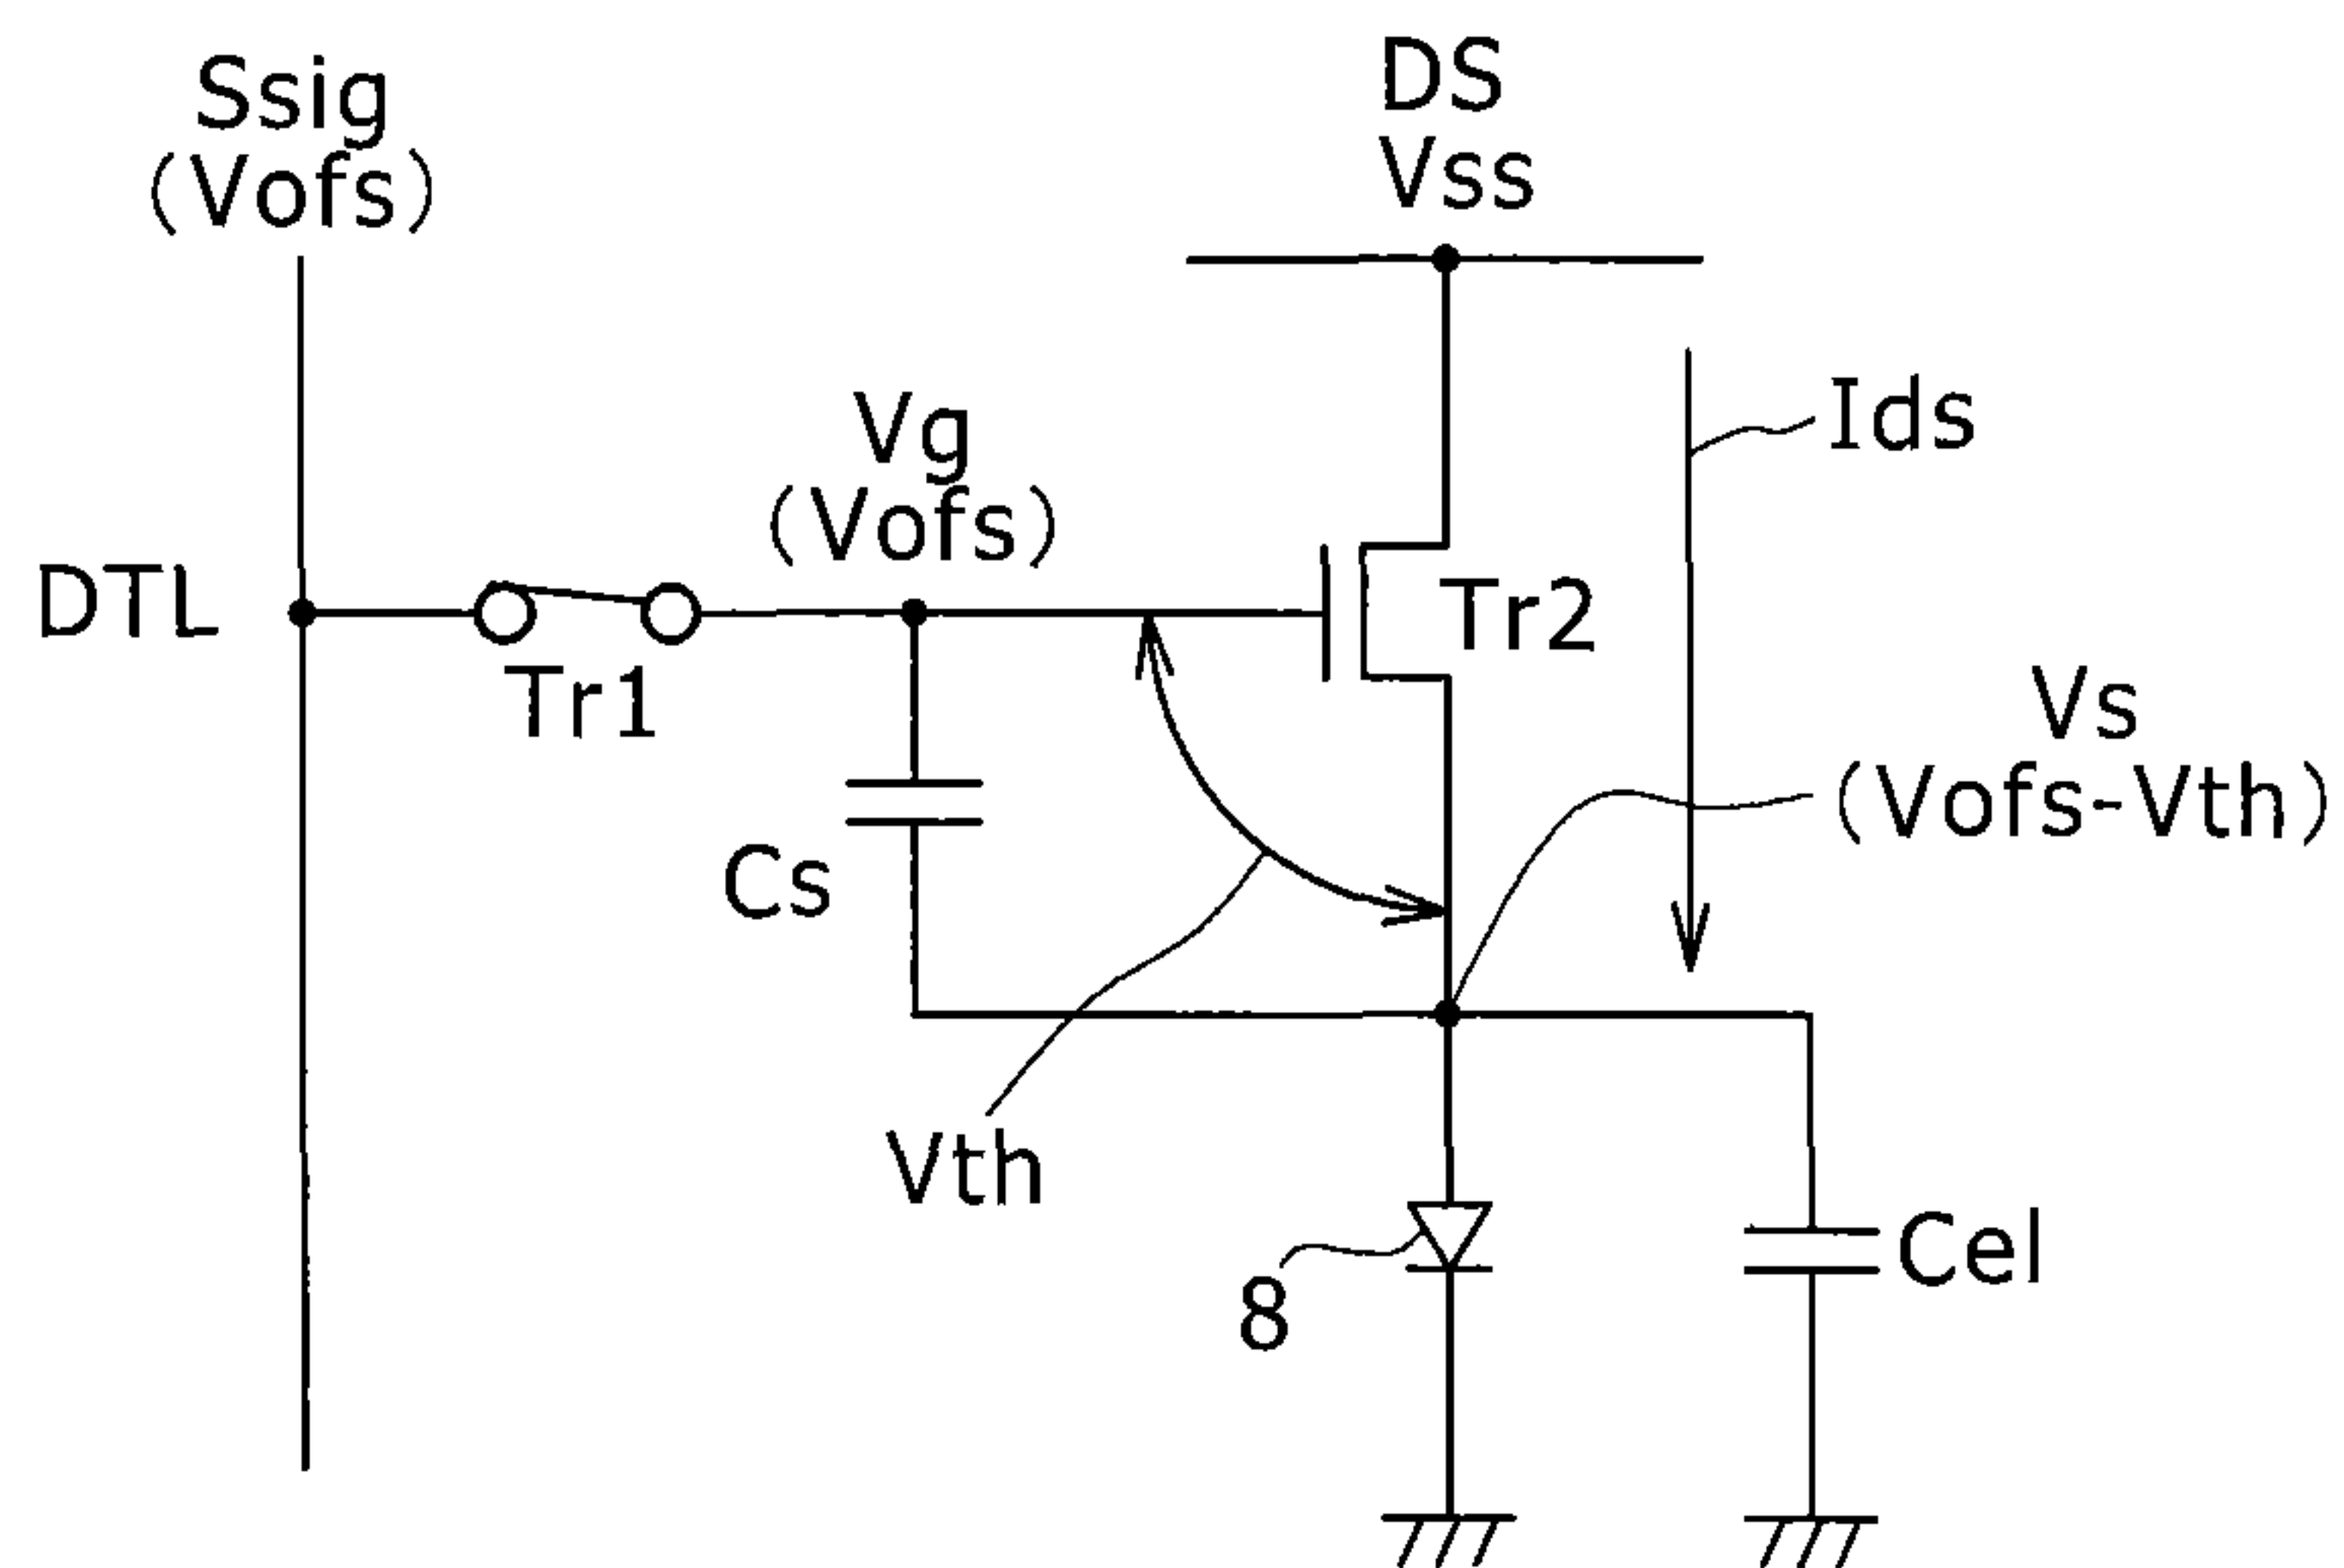 Ssig
(Vofs)
DS
Vss
Vg
(Vofs)
Ids
DTL
Tr1
Tr2
Vs
(Vofs-Vth)
Cs
Vth
8
Cel